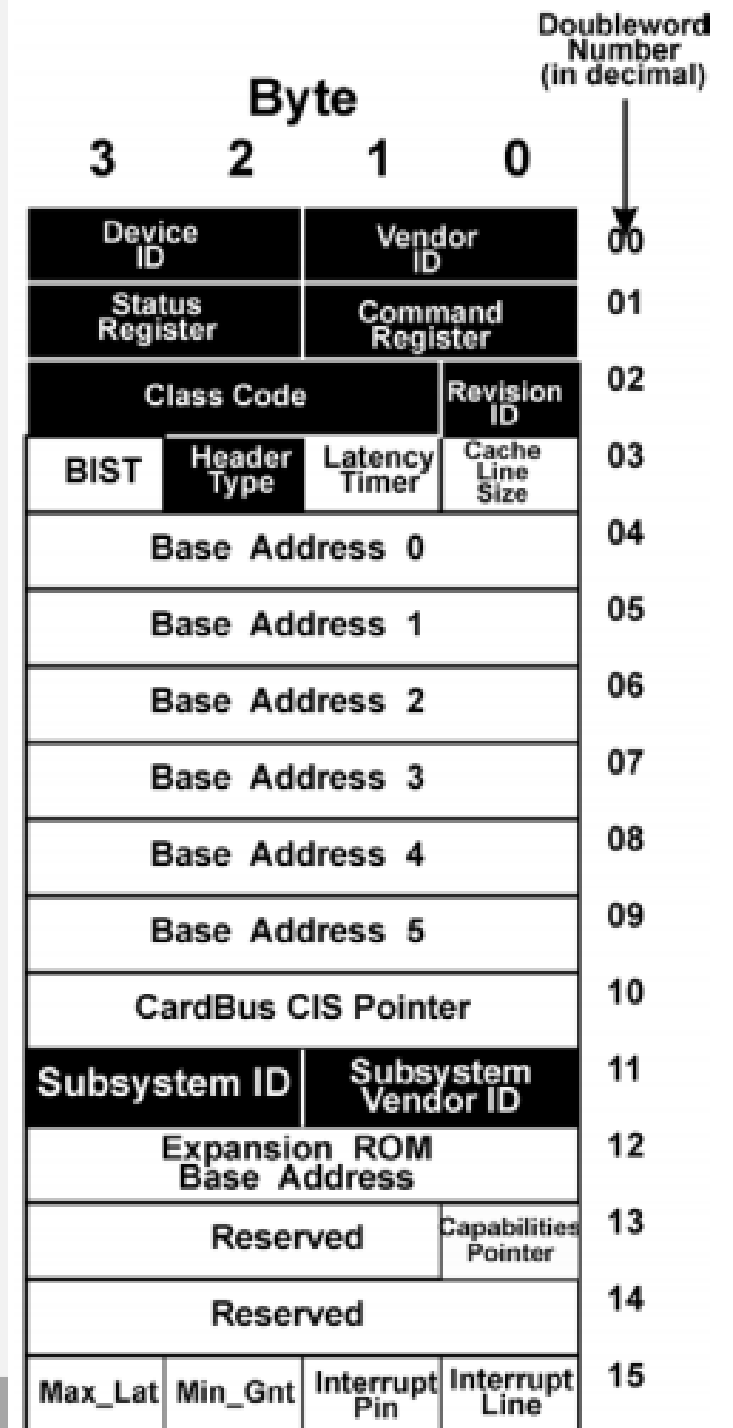 Doubleword
Number
(in decimal)
Byte
3 2 1 0
Device
ID
Vendor
ID
00
Status
Register
Command
Register
01
Class Code
Revision
ID
02
BIST
Header
Type
Latency
Timer
Cache
Line
Size
03
Base Address 0
04
Base Address 1
05
Base Address 2
06
Base Address 3
07
Base Address 4
08
Base Address 5
09
CardBus CIS Pointer
10
Subsystem ID
Subsystem
Vendor ID
11
Expansion ROM
Base Address
12
Reserved
Capabilities
Pointer
13
Reserved
14
Max_Lat
Min_Gnt
Interrupt
Pin
Interrupt
Line
15